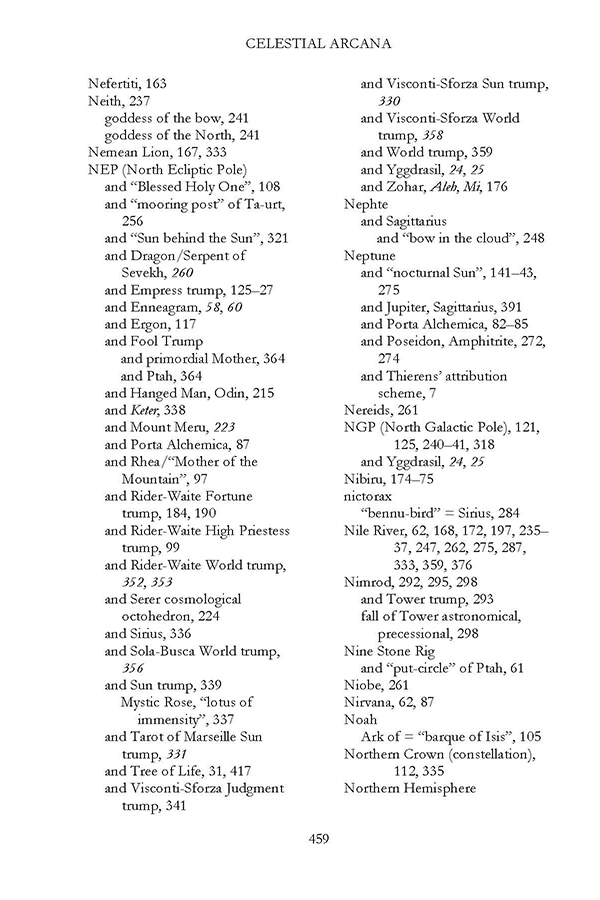 CELESTIAL ARCANA
Nefertiti, 163
Neith, 237
goddess of the bow, 241
goddess of the North, 241
Nemean Lion, 167, 333
NEP (North Ecliptic Pole)
and “Blessed Holy One”, 108
and “mooring post” of Ta-urt,
256
and “Sun behind the Sun”, 321
and Dragon/Serpent of
Sevekh, 260
and Empress trump, 125–27
and Enneagram, 58, 60
and Ergon, 117
and Fool Trump
and primordial Mother, 364
and Ptah, 364
and Hanged Man, Odin, 215
and Keter, 338
and Mount Meru, 223
and Porta Alchemica, 87
and Rhea/“Mother of the
Mountain”, 97
and Rider-Waite Fortune
trump, 184, 190
and Rider-Waite High Priestess
trump, 99
and Rider-Waite World trump,
352, 353
and Serer cosmological
octohedron, 224
and Sirius, 336
and Sola-Busca World trump,
356
and Sun trump, 339
Mystic Rose, “lotus of
immensity”, 337
and Tarot of Marseille Sun
trump, 331
and Tree of Life, 31, 417
and Visconti-Sforza Judgment
trump, 341
and Visconti-Sforza Sun trump,
330
and Visconti-Sforza World
trump, 358
and World trump, 359
and Yggdrasil, 24, 25
and Zohar, Aleh, Mi, 176
Nephte
and Sagittarius
and “bow in the cloud”, 248
Neptune
and “nocturnal Sun”, 141–43,
275
and Jupiter, Sagittarius, 391
and Porta Alchemica, 82–85
and Poseidon, Amphitrite, 272,
274
and Thierens’ attribution
scheme, 7
Nereids, 261
NGP (North Galactic Pole), 121,
125, 240–41, 318
and Yggdrasil, 24, 25
Nibiru, 174–75
nictorax
“bennu-bird” = Sirius, 284
Nile River, 62, 168, 172, 197, 235–
37, 247, 262, 275, 287,
333, 359, 376
Nimrod, 292, 295, 298
and Tower trump, 293
fall of Tower astronomical,
precessional, 298
Nine Stone Rig
and “put-circle” of Ptah, 61
Niobe, 261
Nirvana, 62, 87
Noah
Ark of = “barque of Isis”, 105
Northern Crown (constellation),
112, 335
Northern Hemisphere
459